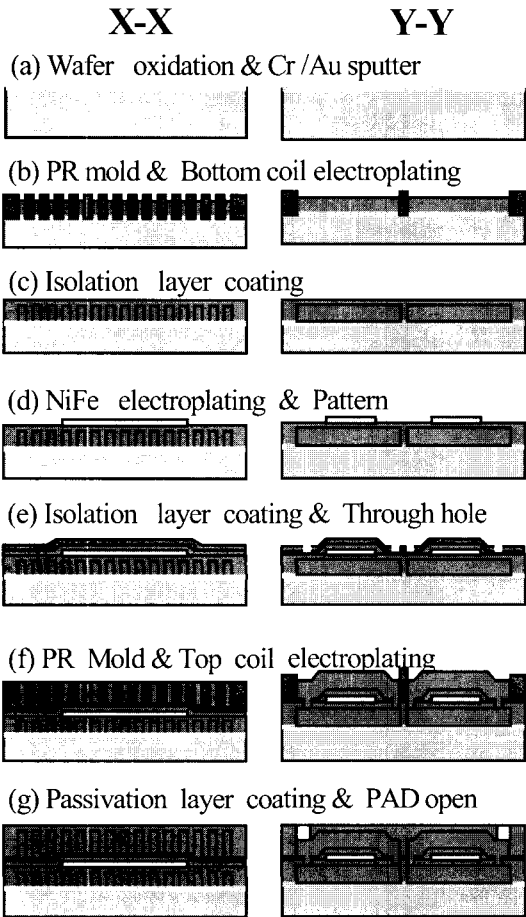 X-X Y-Y
(a) Wafer oxidation & Cr /Au sputter
(b) PR mold & Bottom coil electroplating
(c) Isolation layer coating
(d) NiFe electroplating & Pattern
(e) Isolation layer coating & Through hole
(f) PR Mold & Top coil electroplating
(g) Passivation layer coating & PAD open